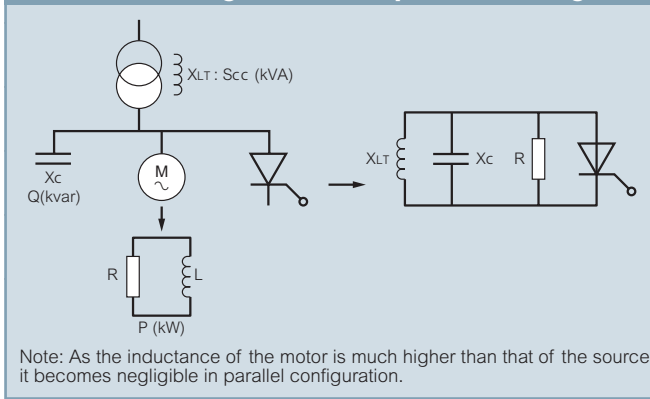 XLT : Scc (kVA)
Xc
Q(kvar)
M
R
L
P (kW)
XLT
Xc
R
Note: As the inductance of the motor is much higher than that of the source
it becomes negligible in parallel configuration.